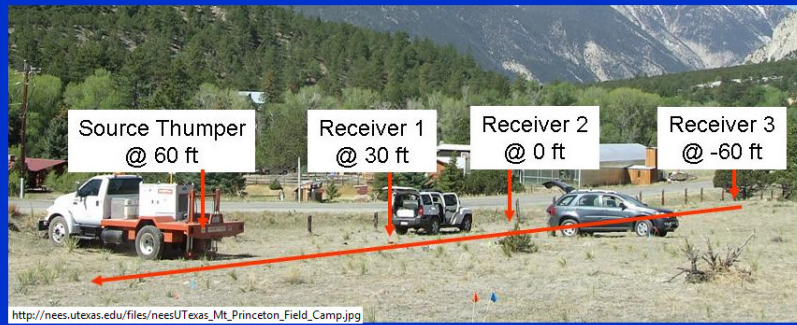 Source Thumper
@ 60 ft
Receiver 1
@ 30 ft
Receiver 2
@ 0 ft
Receiver 3
@ -60 ft
http://nees.utexas.edu/files/neesUTexas_Mt_Princeton_Field_Camp.jpg